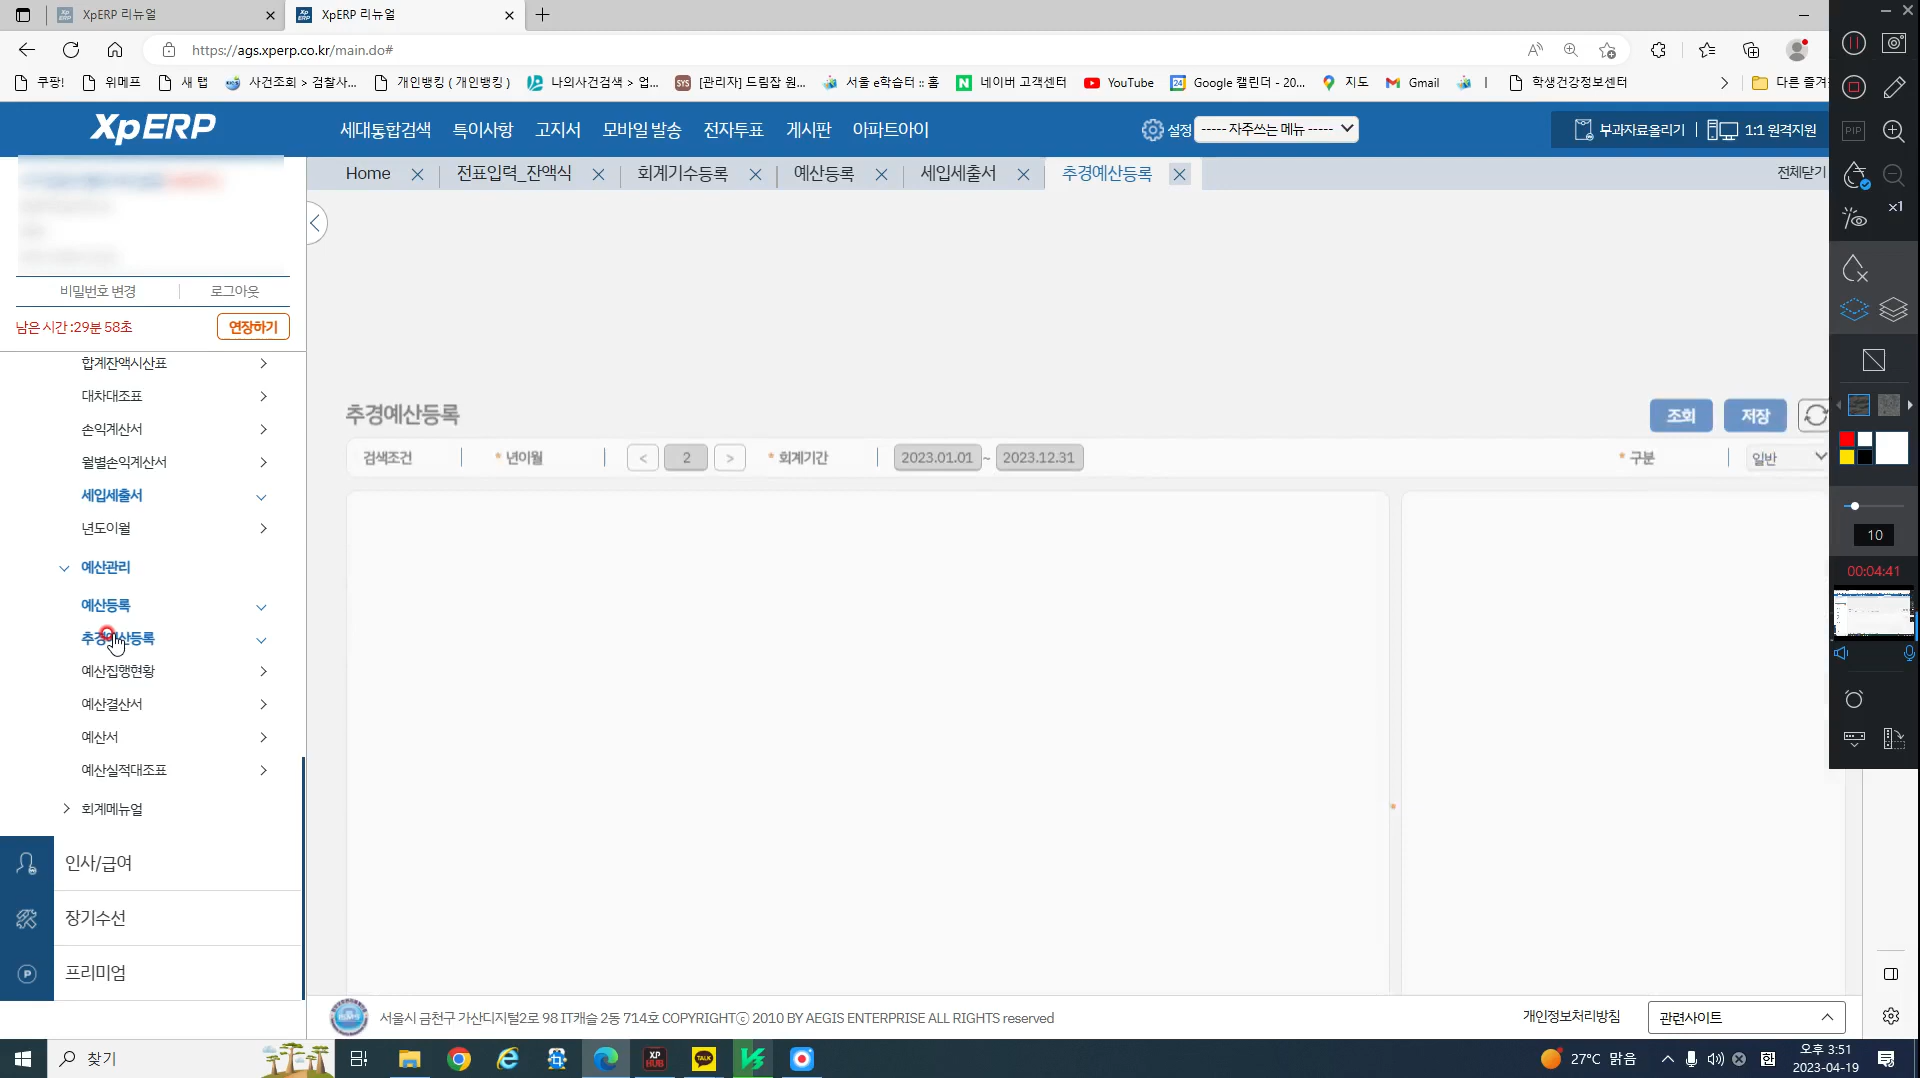 XpERP 리뉴얼
XpERP 리뉴얼
https://ags.xperp.co.kr/main.do#
쿠팡!
위메프
새 탭
사건조회 > 검찰사...
개인뱅킹 ( 개인뱅킹 )
나의사건검색 > 업...
SYS
[관리자] 드림잡 원...
서울 e학습터 :: 홈
네이버 고객센터
YouTube
Google 캘린더 - 20...
지도
Gmail
학생건강정보센터
다른 즐겨
XpERP
세대통합검색 특이사항 고지서 모바일 발송 전자투표 게시판 아파트아이
설정
----- 자주쓰는 메뉴 -----
부과자료올리기
1:1 원격지원
Home
전표입력_잔액식
회계기수등록
예산등록
세입세출서
추경예산등록
전체닫기
비밀번호 변경
로그아웃
남은 시간 :29분 58초
연장하기
합계잔액시산표
대차대조표
손익계산서
월별손익계산서
세입세출서
년도이월
예산관리
예산등록
추경예산등록
예산집행현황
예산결산서
예산서
예산실적대조표
회계메뉴얼
인사/급여
장기수선
프리미엄
추경예산등록
조회
저장
검색조건
* 년이월
<
2
>
* 회계기간
2023.01.01 ~ 2023.12.31
* 구분
일반
서울시 금천구 가산디지털2로 98 IT캐슬 2동 714호 COPYRIGHTⓒ 2010 BY AEGIS ENTERPRISE ALL RIGHTS reserved
개인정보처리방침
관련사이트
PIP
x1
10
00:04:41
찾기
XP HUB
TALK
27°C 맑음
오후 3:51
2023-04-19